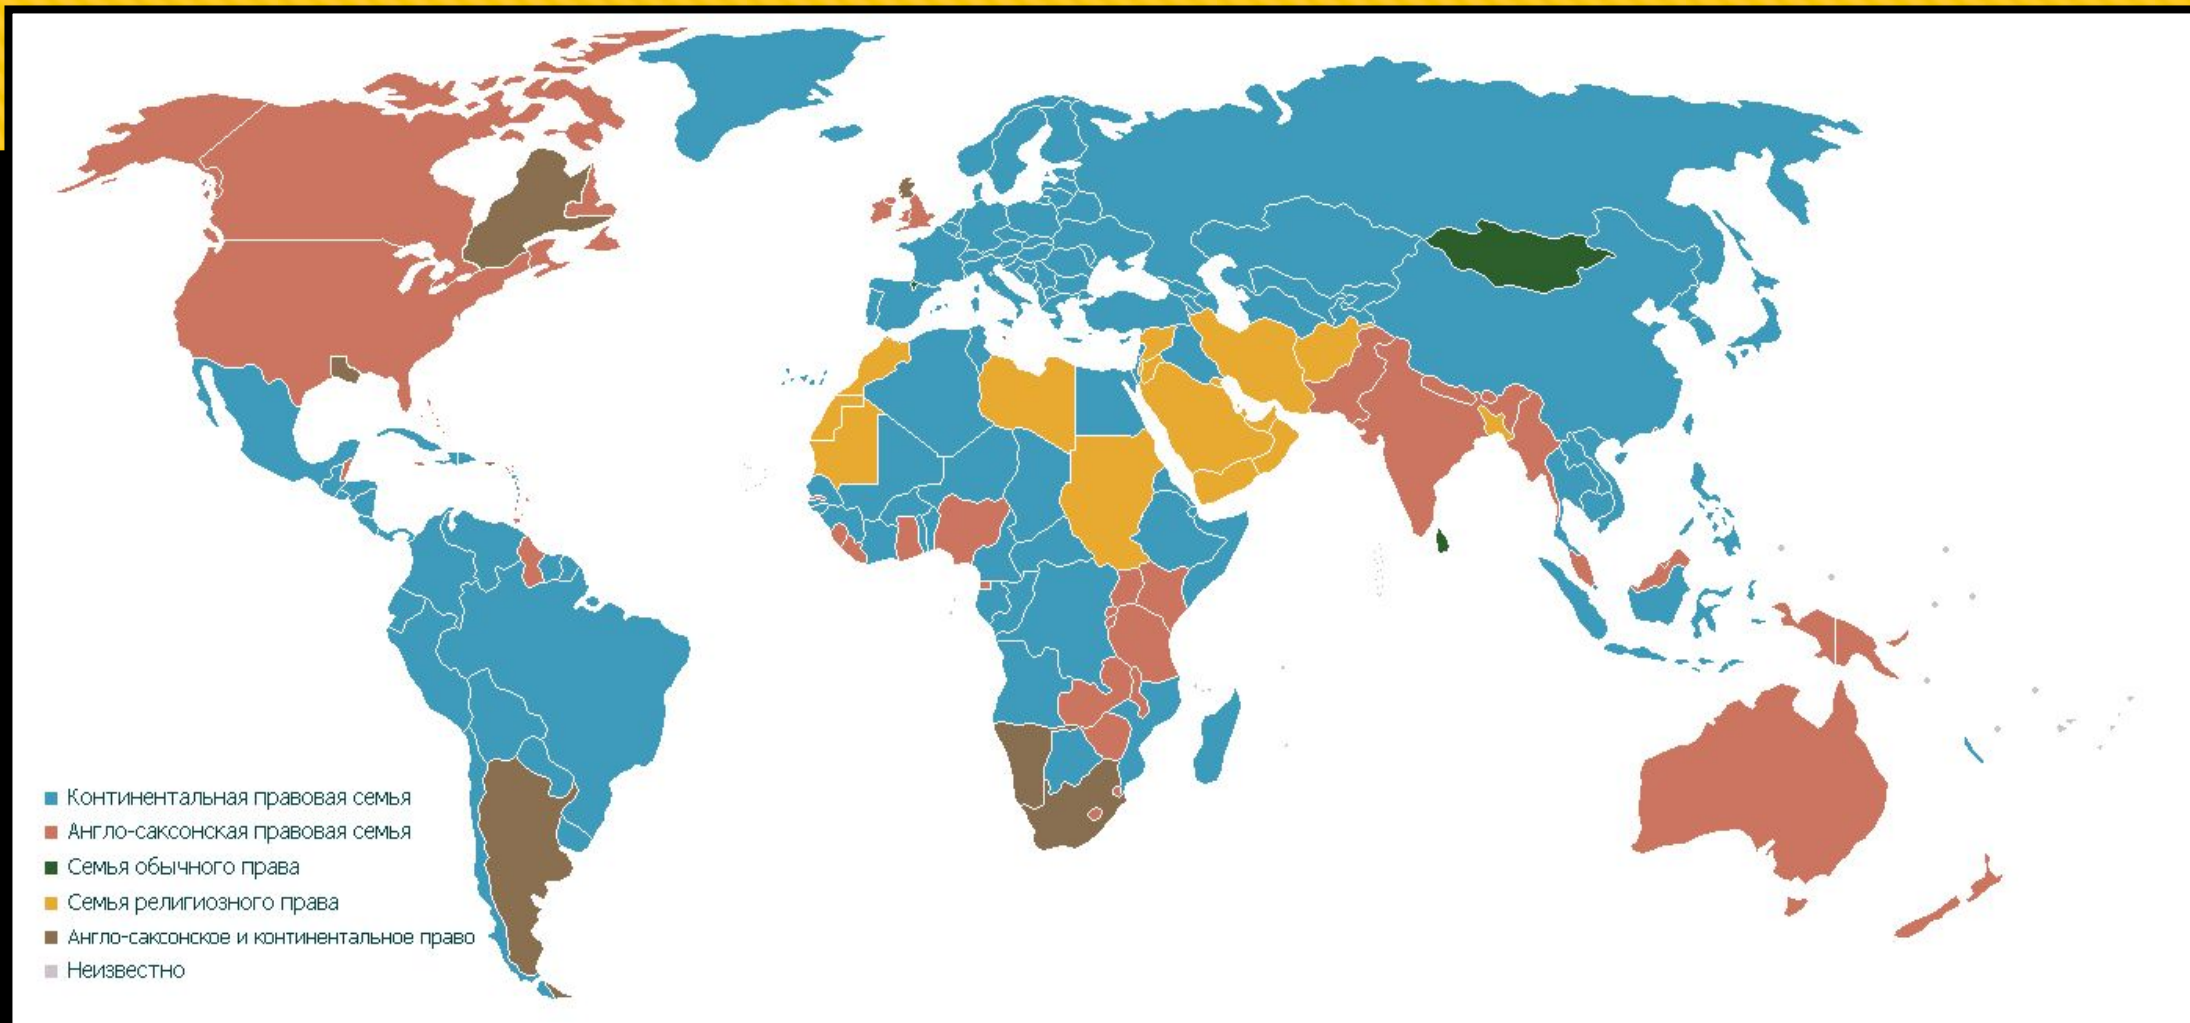 Континентальная правовая семья
Англо-саксонская правовая семья
Семья обычного права
Семья религиозного права
Англо-саксонское и континентальное право
Неизвестно